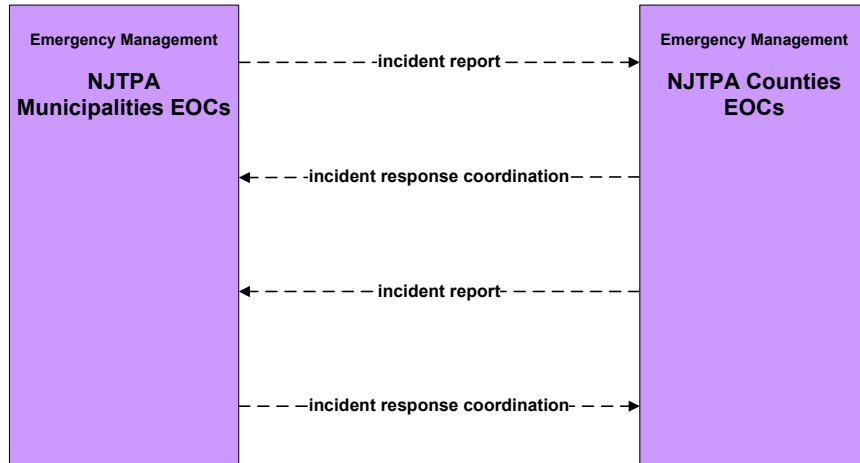 Emergency Management
NJTPA
Municipalities EOCs
Emergency Management
NJTPA Counties
EOCs
incident report
incident response coordination
incident report
incident response coordination